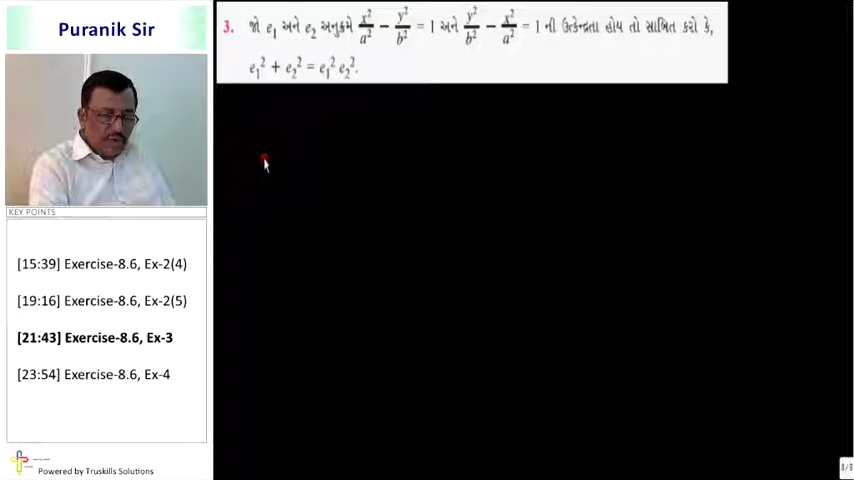 Puranik Sir
3. જો e₁ અને e₂ અનુક્રમે x²/a² − y²/b² = 1 અને y²/b² − x²/a² = 1 ની ઉત્કેન્દ્રતા હોય તો સાબિત કરો કે,
e₁² + e₂² = e₁² e₂².
KEY POINTS
[15:39] Exercise-8.6, Ex-2(4)
[19:16] Exercise-8.6, Ex-2(5)
[21:43] Exercise-8.6, Ex-3
[23:54] Exercise-8.6, Ex-4
Powered by Truskills Solutions
3/8